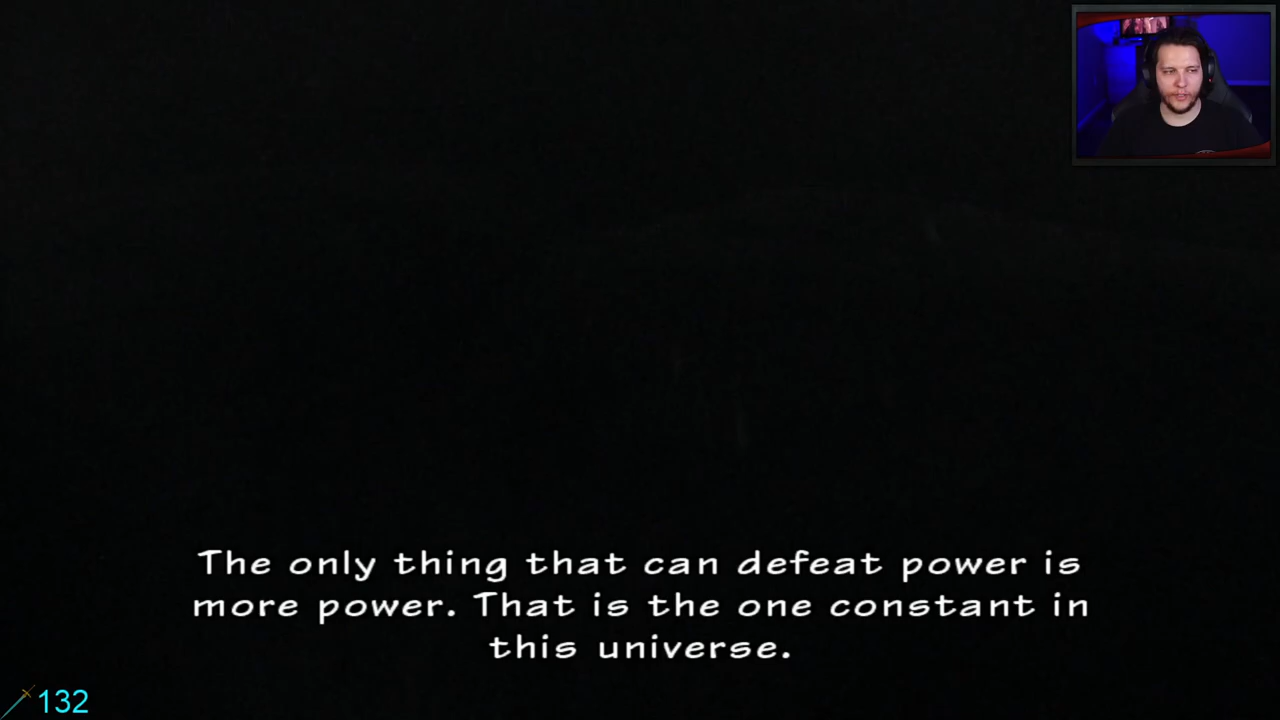 The only thing that can defeat power is
more power. That is the one constant in
this universe.
132